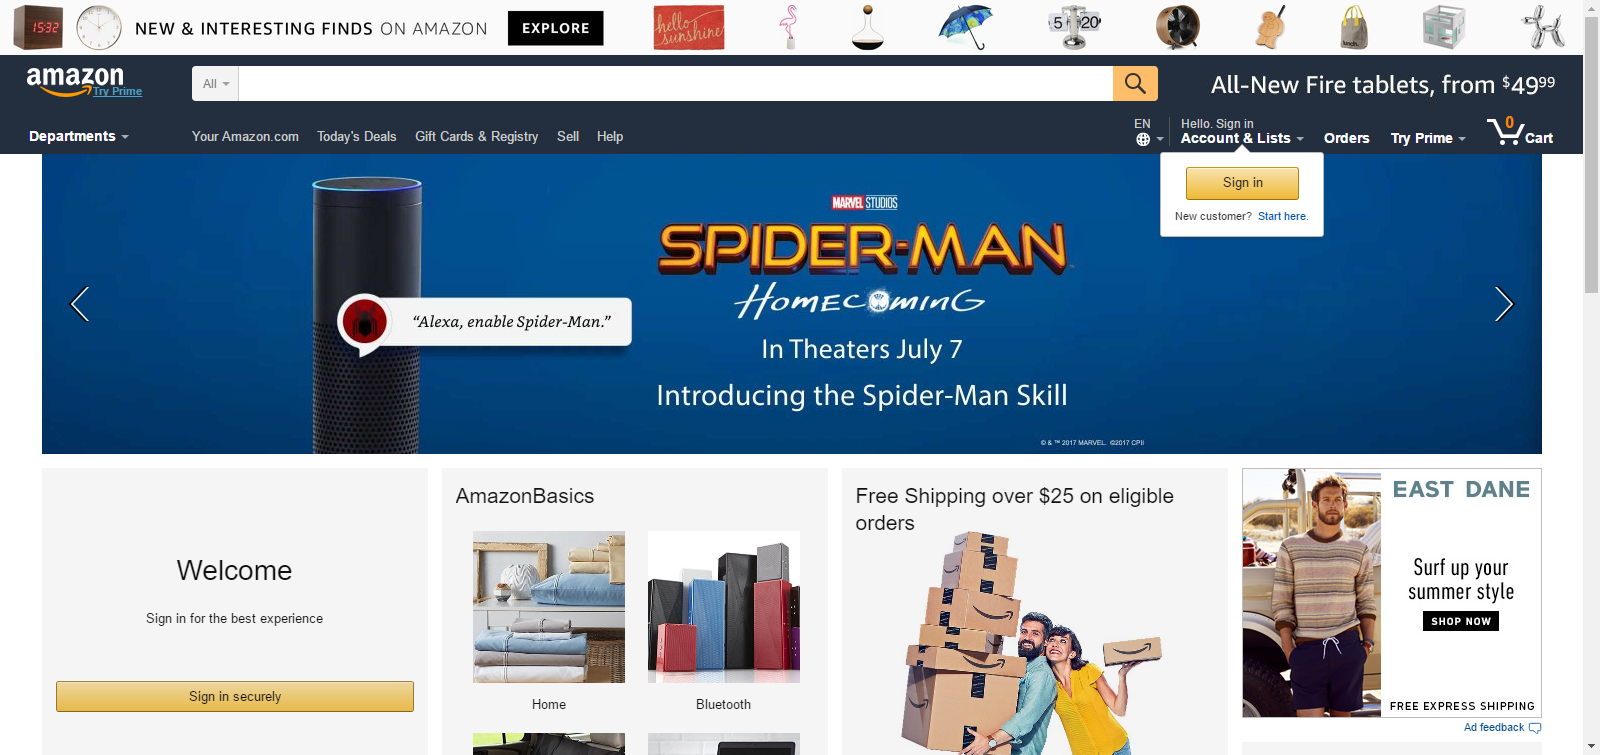 15:32
NEW & INTERESTING FINDS ON AMAZON
EXPLORE
hello sunshine
5 20
lunch.
amazon
Try Prime
All
All-New Fire tablets, from $49.99
Departments
Your Amazon.com Today's Deals Gift Cards & Registry Sell Help
EN
Hello. Sign in
Account & Lists
Orders
Try Prime
0
Cart
Sign in
New customer? Start here.
MARVEL STUDIOS
SPIDER-MAN
HOMECOMING
“Alexa, enable Spider-Man.”
In Theaters July 7
Introducing the Spider-Man Skill
© & ™ 2017 MARVEL. ©2017 CPII
Welcome
Sign in for the best experience
Sign in securely
AmazonBasics
Home
Bluetooth
Free Shipping over $25 on eligible
orders
EAST DANE
Surf up your
summer style
SHOP NOW
FREE EXPRESS SHIPPING
Ad feedback